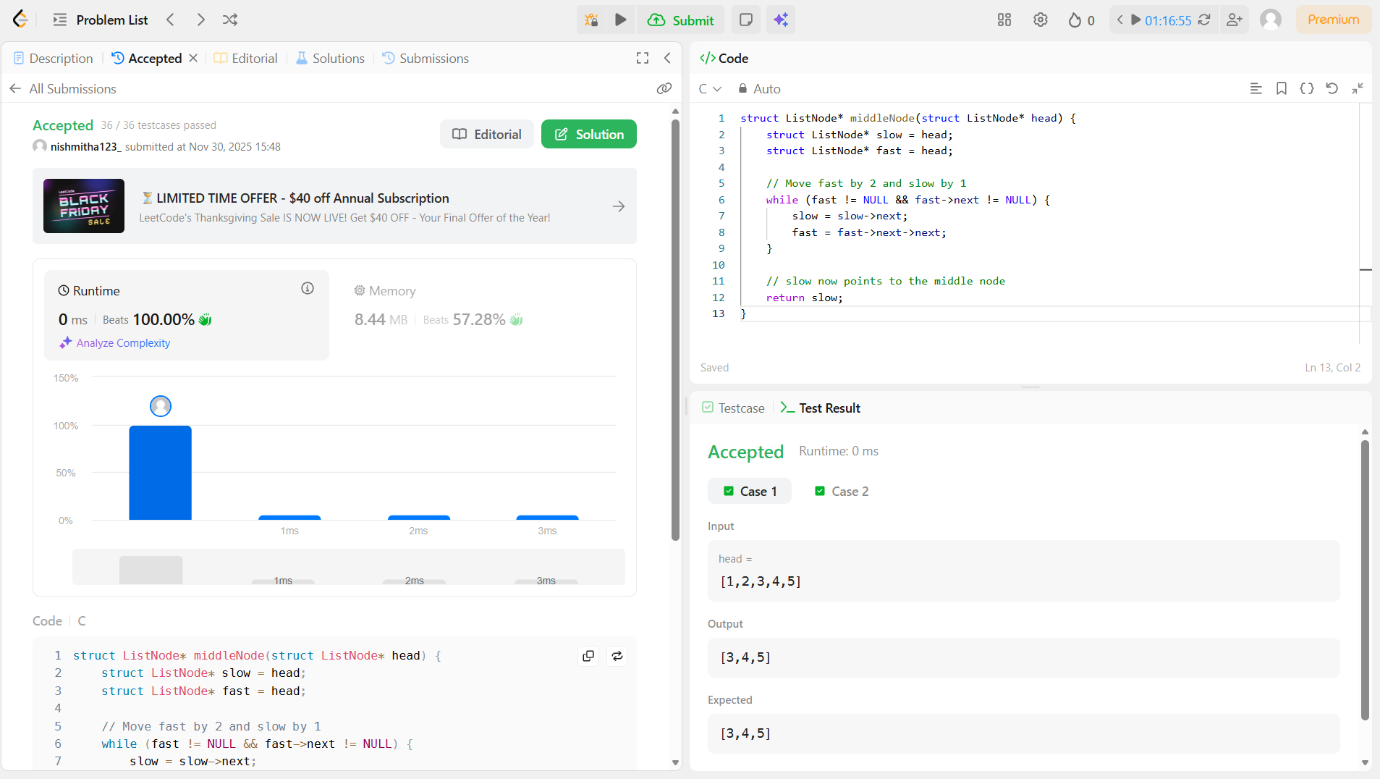 Problem List
Submit
0
01:16:55
Premium
Description
Accepted
Editorial
Solutions
Submissions
All Submissions
Accepted 36 / 36 testcases passed
nishmitha123_ submitted at Nov 30, 2025 15:48
Editorial
Solution
LeetCode
BLACK
FRIDAY
SALE
⏳ LIMITED TIME OFFER - $40 off Annual Subscription
LeetCode's Thanksgiving Sale IS NOW LIVE! Get $40 OFF - Your Final Offer of the Year!
Runtime
0 ms | Beats 100.00%
Analyze Complexity
Memory
8.44 MB | Beats 57.28%
150%
100%
50%
0%
1ms 2ms 3ms
1ms 2ms 3ms
Code | C
1 struct ListNode* middleNode(struct ListNode* head) {
2     struct ListNode* slow = head;
3     struct ListNode* fast = head;
4
5     // Move fast by 2 and slow by 1
6     while (fast != NULL && fast->next != NULL) {
7         slow = slow->next;
</> Code
C
Auto
1 struct ListNode* middleNode(struct ListNode* head) {
2     struct ListNode* slow = head;
3     struct ListNode* fast = head;
4
5     // Move fast by 2 and slow by 1
6     while (fast != NULL && fast->next != NULL) {
7         slow = slow->next;
8         fast = fast->next->next;
9     }
10
11     // slow now points to the middle node
12     return slow;
13 }
Saved
Ln 13, Col 2
Testcase
Test Result
Accepted Runtime: 0 ms
Case 1
Case 2
Input
head =
[1,2,3,4,5]
Output
[3,4,5]
Expected
[3,4,5]